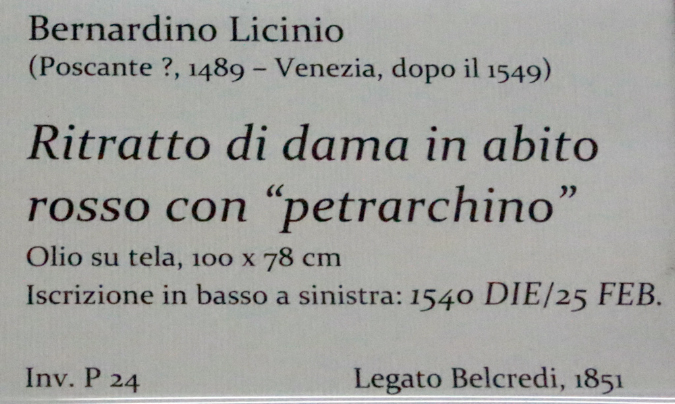 Bernardino Licinio
(Poscante ?, 1489 – Venezia, dopo il 1549)
Ritratto di dama in abito
rosso con “petrarchino”
Olio su tela, 100 x 78 cm
Iscrizione in basso a sinistra: 1540 DIE/25 FEB.
Inv. P 24 Legato Belcredi, 1851